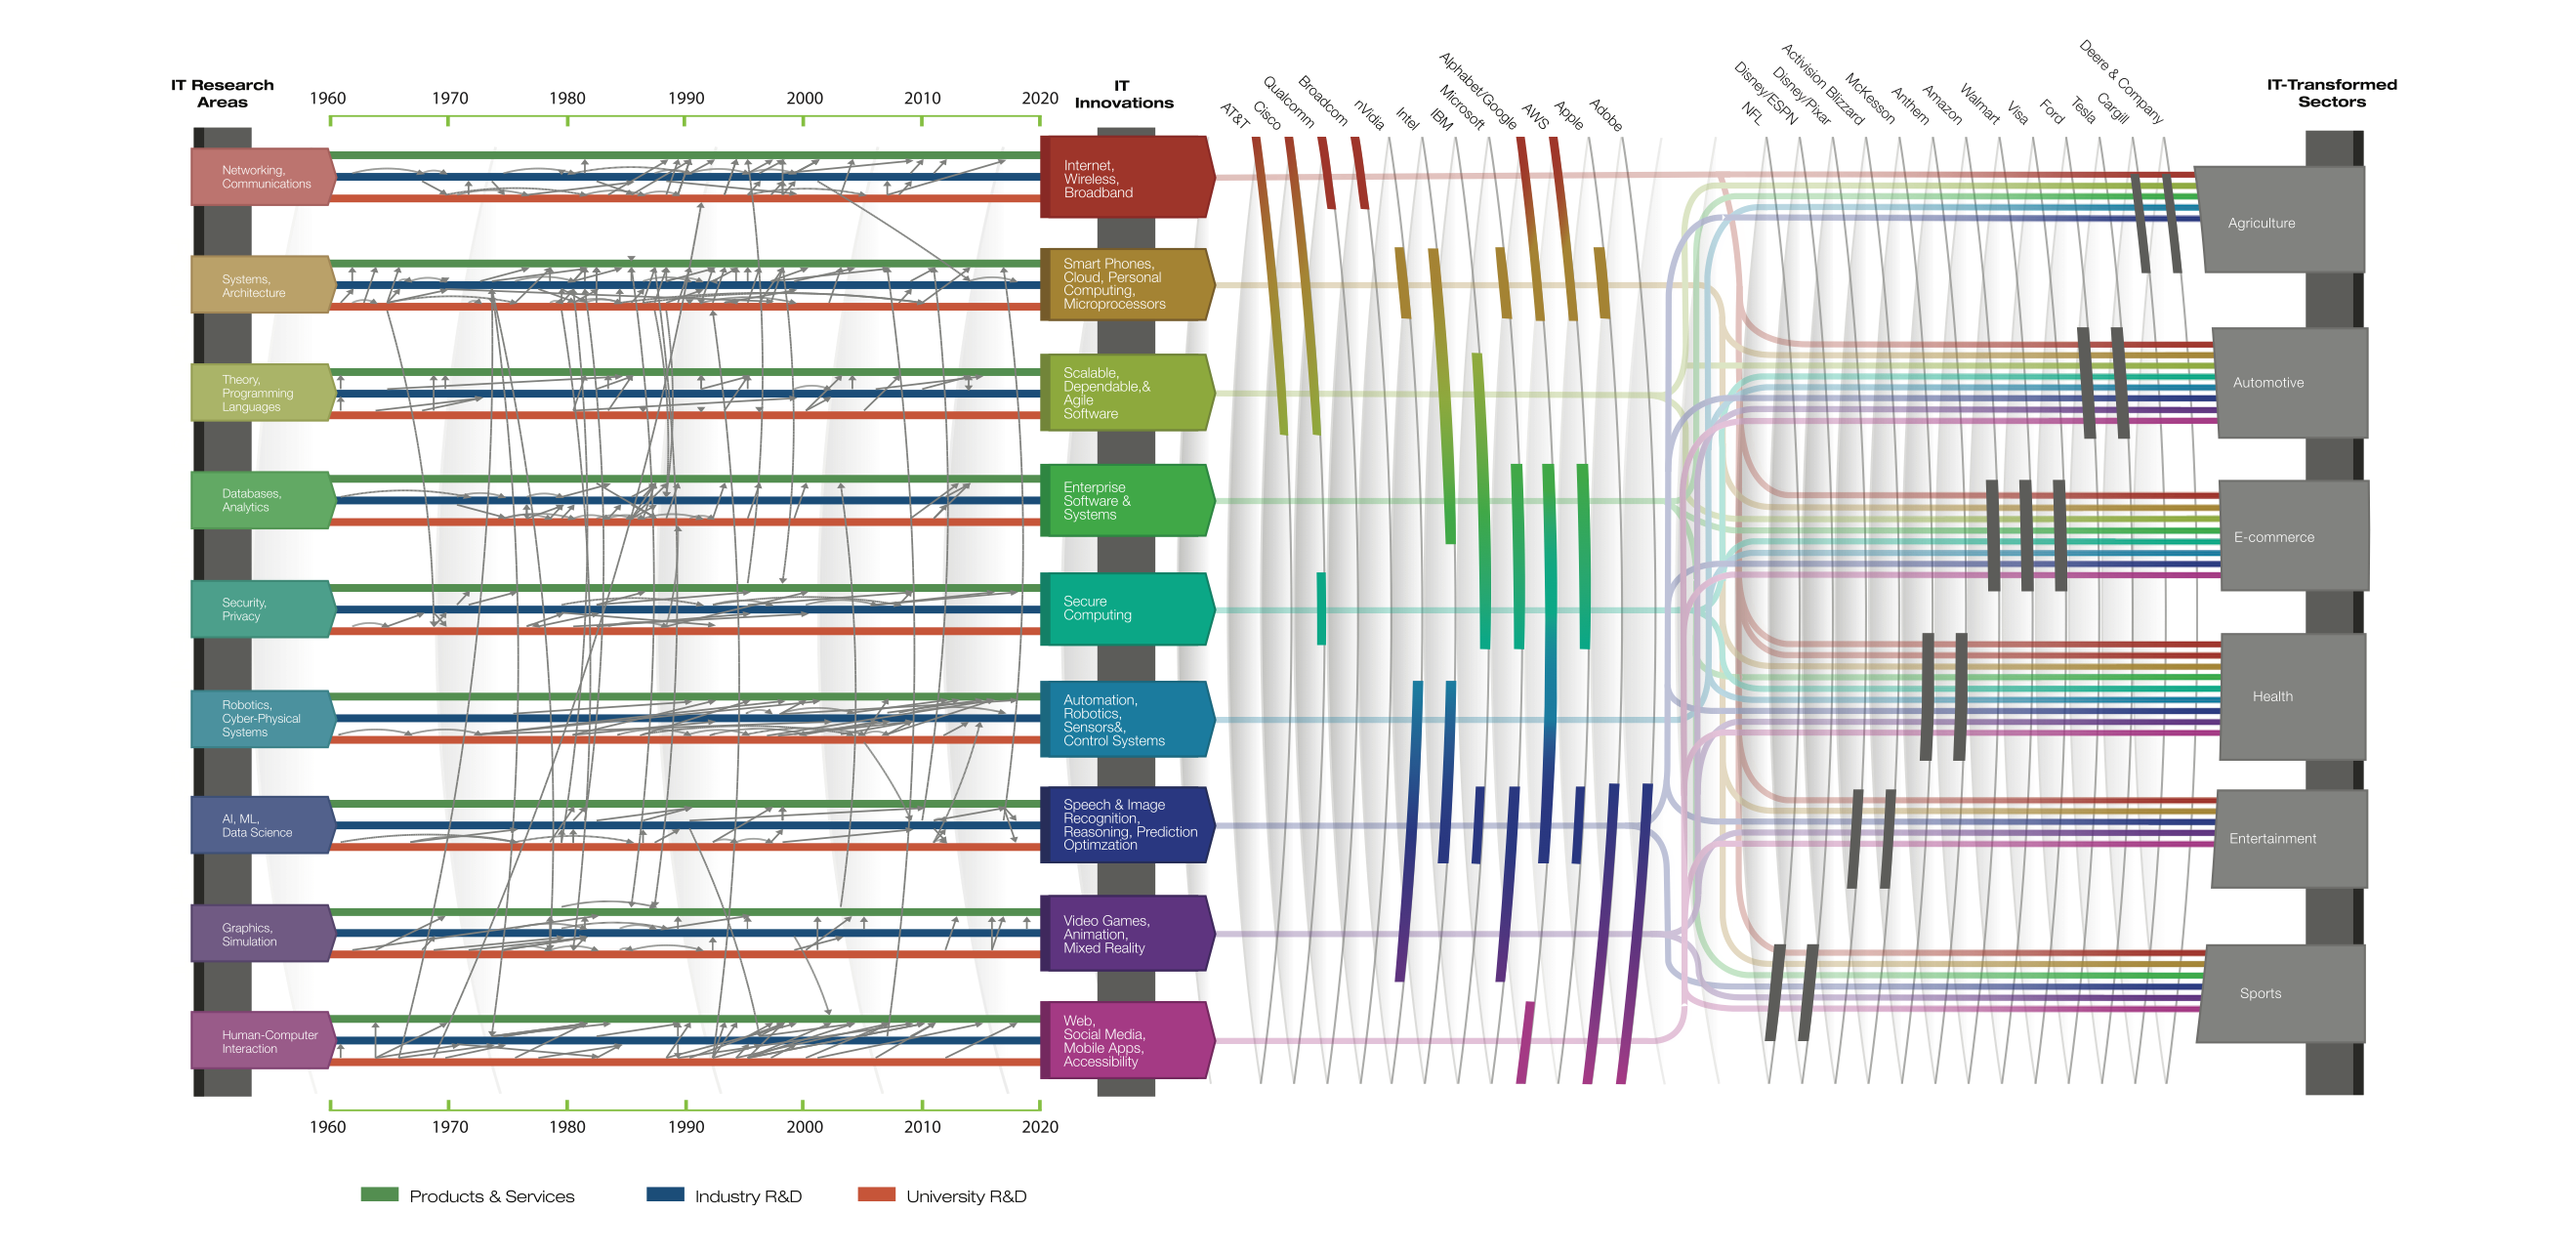 IT Research
Areas
1960
1970
1980
1990
2000
2010
2020
IT
Innovations
AT&T
Cisco
Qualcomm
Broadcom
nVidia
Intel
IBM
Microsoft
Alphabet/Google
AWS
Apple
Adobe
NFL
Disney/ESPN
Disney/Pixar
Activision Blizzard
McKesson
Anthem
Amazon
Walmart
Visa
Ford
Tesla
Cargill
Deere & Company
IT-Transformed
Sectors
Networking,
Communications
Systems,
Architecture
Theory,
Programming
Languages
Databases,
Analytics
Security,
Privacy
Robotics,
Cyber-Physical
Systems
AI, ML,
Data Science
Graphics,
Simulation
Human-Computer
Interaction
Internet,
Wireless,
Broadband
Smart Phones,
Cloud, Personal
Computing,
Microprocessors
Scalable,
Dependable,&
Agile
Software
Enterprise
Software &
Systems
Secure
Computing
Automation,
Robotics,
Sensors&,
Control Systems
Speech & Image
Recognition,
Reasoning, Prediction
Optimzation
Video Games,
Animation,
Mixed Reality
Web,
Social Media,
Mobile Apps,
Accessibility
Agriculture
Automotive
E-commerce
Health
Entertainment
Sports
1960
1970
1980
1990
2000
2010
2020
Products & Services
Industry R&D
University R&D